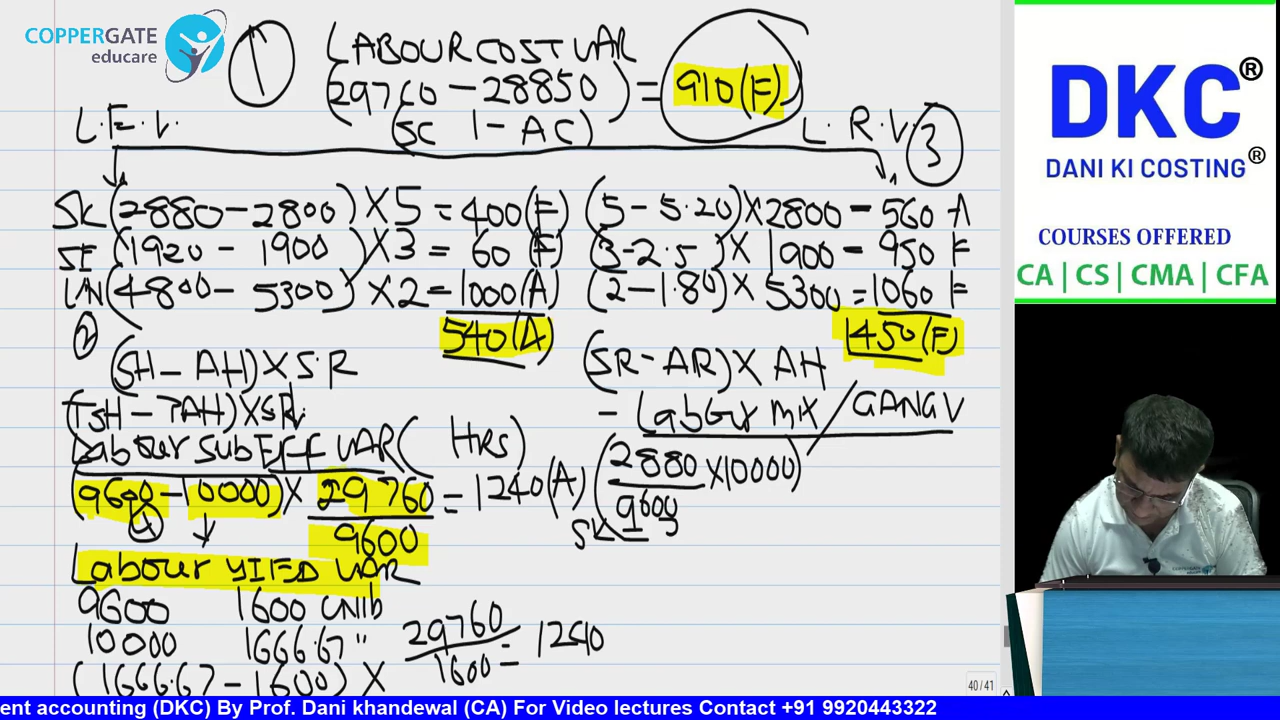 COPPERGATE
educare
1
LABOUR COST VAR
(29760 - 28850) = 910 (F)
(SC 1 - AC)
L.E.V.
L. R. V. 3
SK (2880 - 2800) X 5 = 400 (F)
(1920 - 1900) X 3 = 60 (F)
(4800 - 5300) X 2 = 1000 (A)
540 (A)
(5 - 5.20) X 2800 = 560 A
(3 - 2.5) X 1900 = 950 F
(2 - 1.80) X 5300 = 1060 F
1450 (F)
2
(SH - AH) X S.R
(SR - AR) X AH
(TSH - TAH) X SR
- Labour mix / GANG V
Labour sub Eff VAR (HRS)
(9600 - 10000) X 29760
9600
= 1240 (A)
4
(2880 X 10000)
9600
SK
Labour YIELD VAR
9600 1600 units
10000 1666.67 "
(1666.67 - 1600) X 29760
1600
= 1240
40/41
DKC®
DANI KI COSTING®
COURSES OFFERED
CA | CS | CMA | CFA
ent accounting (DKC) By Prof. Dani khandewal (CA) For Video lectures Contact +91 9920443322